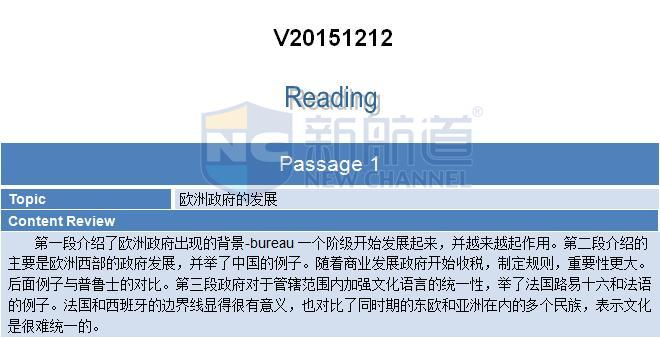 V20151212
Reading
新航道®
NEW CHANNEL
NC
Passage 1
Topic
欧洲政府的发展
Content Review
第一段介绍了欧洲政府出现的背景-bureau 一个阶级开始发展起来，并越来越起作用。第二段介绍的
主要是欧洲西部的政府发展，并举了中国的例子。随着商业发展政府开始收税，制定规则，重要性更大。
后面例子与普鲁士的对比。第三段政府对于管辖范围内加强文化语言的统一性，举了法国路易十六和法语
的例子。法国和西班牙的边界线显得很有意义，也对比了同时期的东欧和亚洲在内的多个民族，表示文化
是很难统一的。